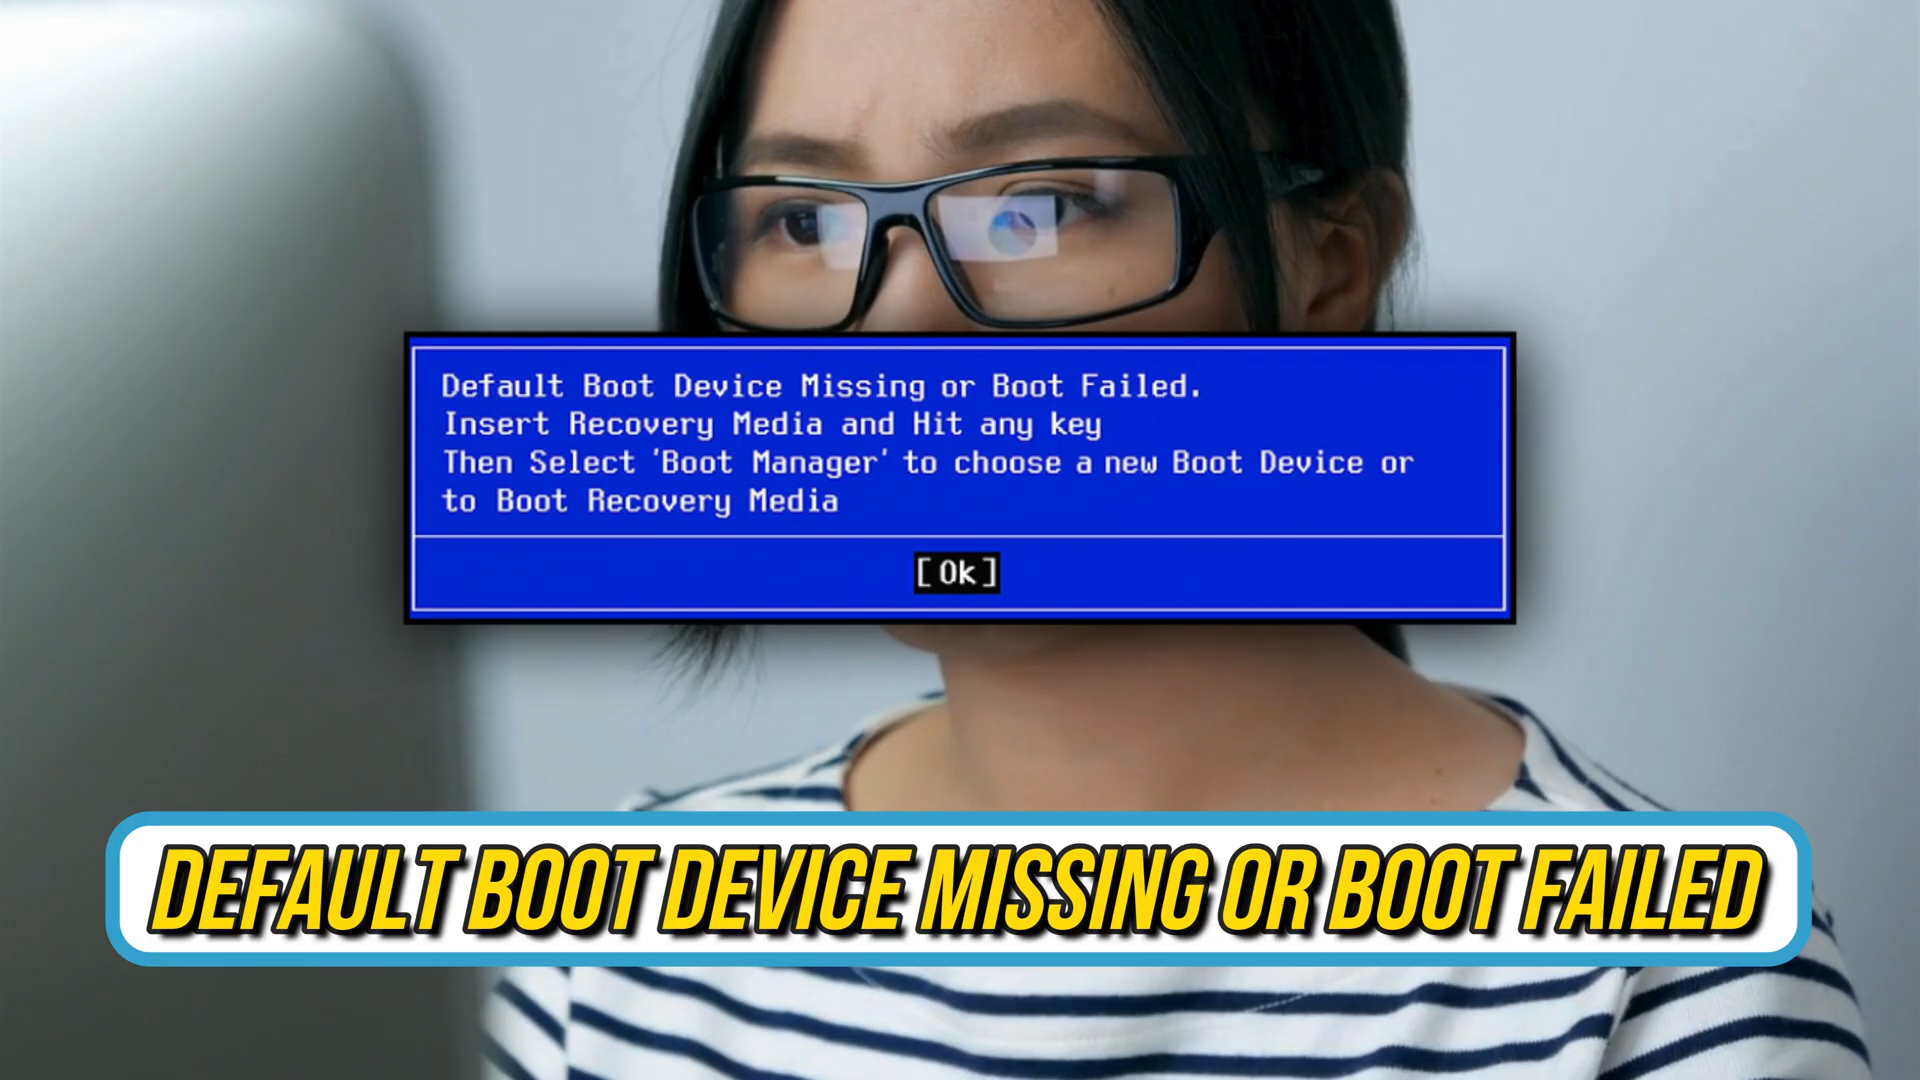 Default Boot Device Missing or Boot Failed.
Insert Recovery Media and Hit any key
Then Select 'Boot Manager' to choose a new Boot Device or
to Boot Recovery Media
[Ok]
DEFAULT BOOT DEVICE MISSING OR BOOT FAILED